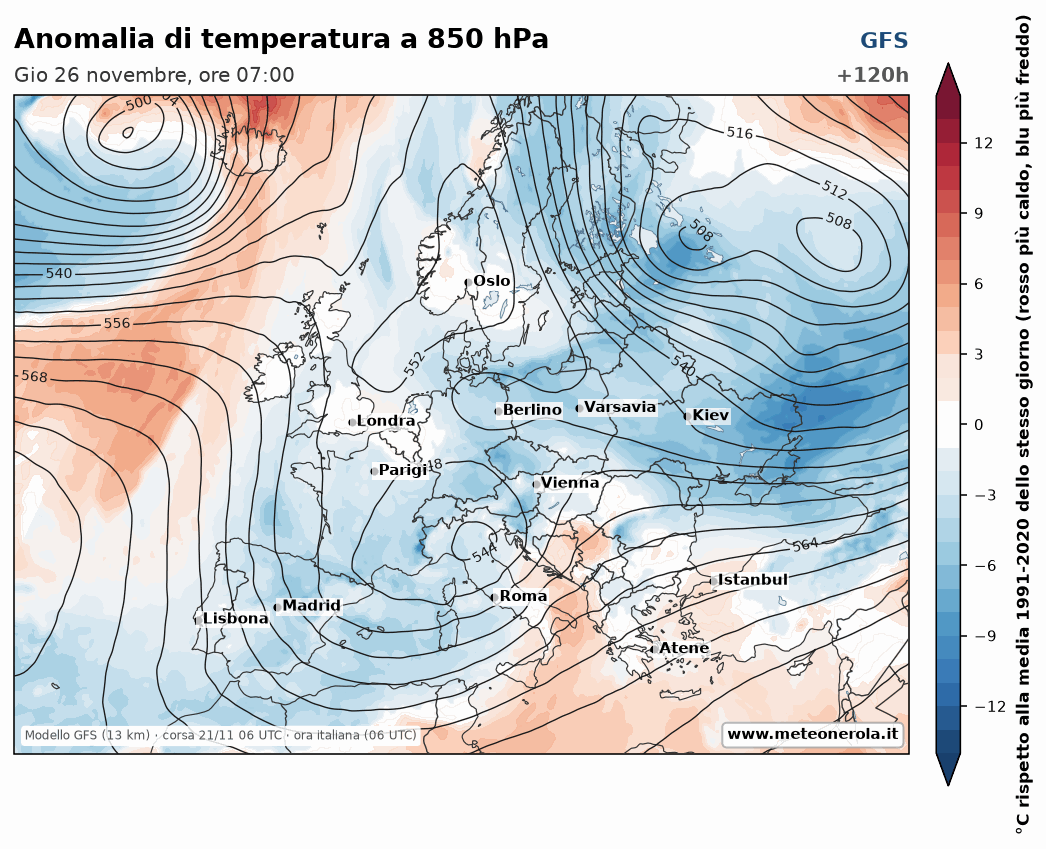 Anomalia di temperatura a 850 hPa
GFS
Gio 26 novembre, ore 07:00
+120h
500
516
512
508
508
540
Oslo
556
552
540
568
Berlino
Varsavia
Kiev
Londra
Parigi
Vienna
544
564
Istanbul
Madrid
Roma
Lisbona
Atene
Modello GFS (13 km) · corsa 21/11 06 UTC · ora italiana (06 UTC)
www.meteonerola.it
12
9
6
3
0
−3
−6
−9
−12
°C rispetto alla media 1991-2020 dello stesso giorno (rosso più caldo, blu più freddo)